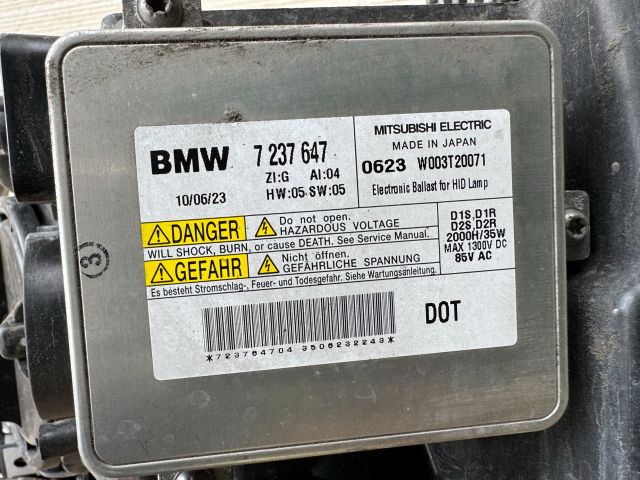 BMW 7 237 647
ZI:G AI:04
10/06/23 HW:05 SW:05
MITSUBISHI ELECTRIC
MADE IN JAPAN
0623 W003T20071
Electronic Ballast for HID Lamp
DANGER Do not open.
HAZARDOUS VOLTAGE
WILL SHOCK, BURN, or cause DEATH. See Service Manual.
GEFAHR Nicht öffnen.
GEFÄHRLICHE SPANNUNG
Es besteht Stromschlag-, Feuer- und Todesgefahr. Siehe Wartungsanleitung.
D1S,D1R
D2S,D2R
2000H/35W
MAX 1300V DC
85V AC
*723764704 3506232243*
DOT
3